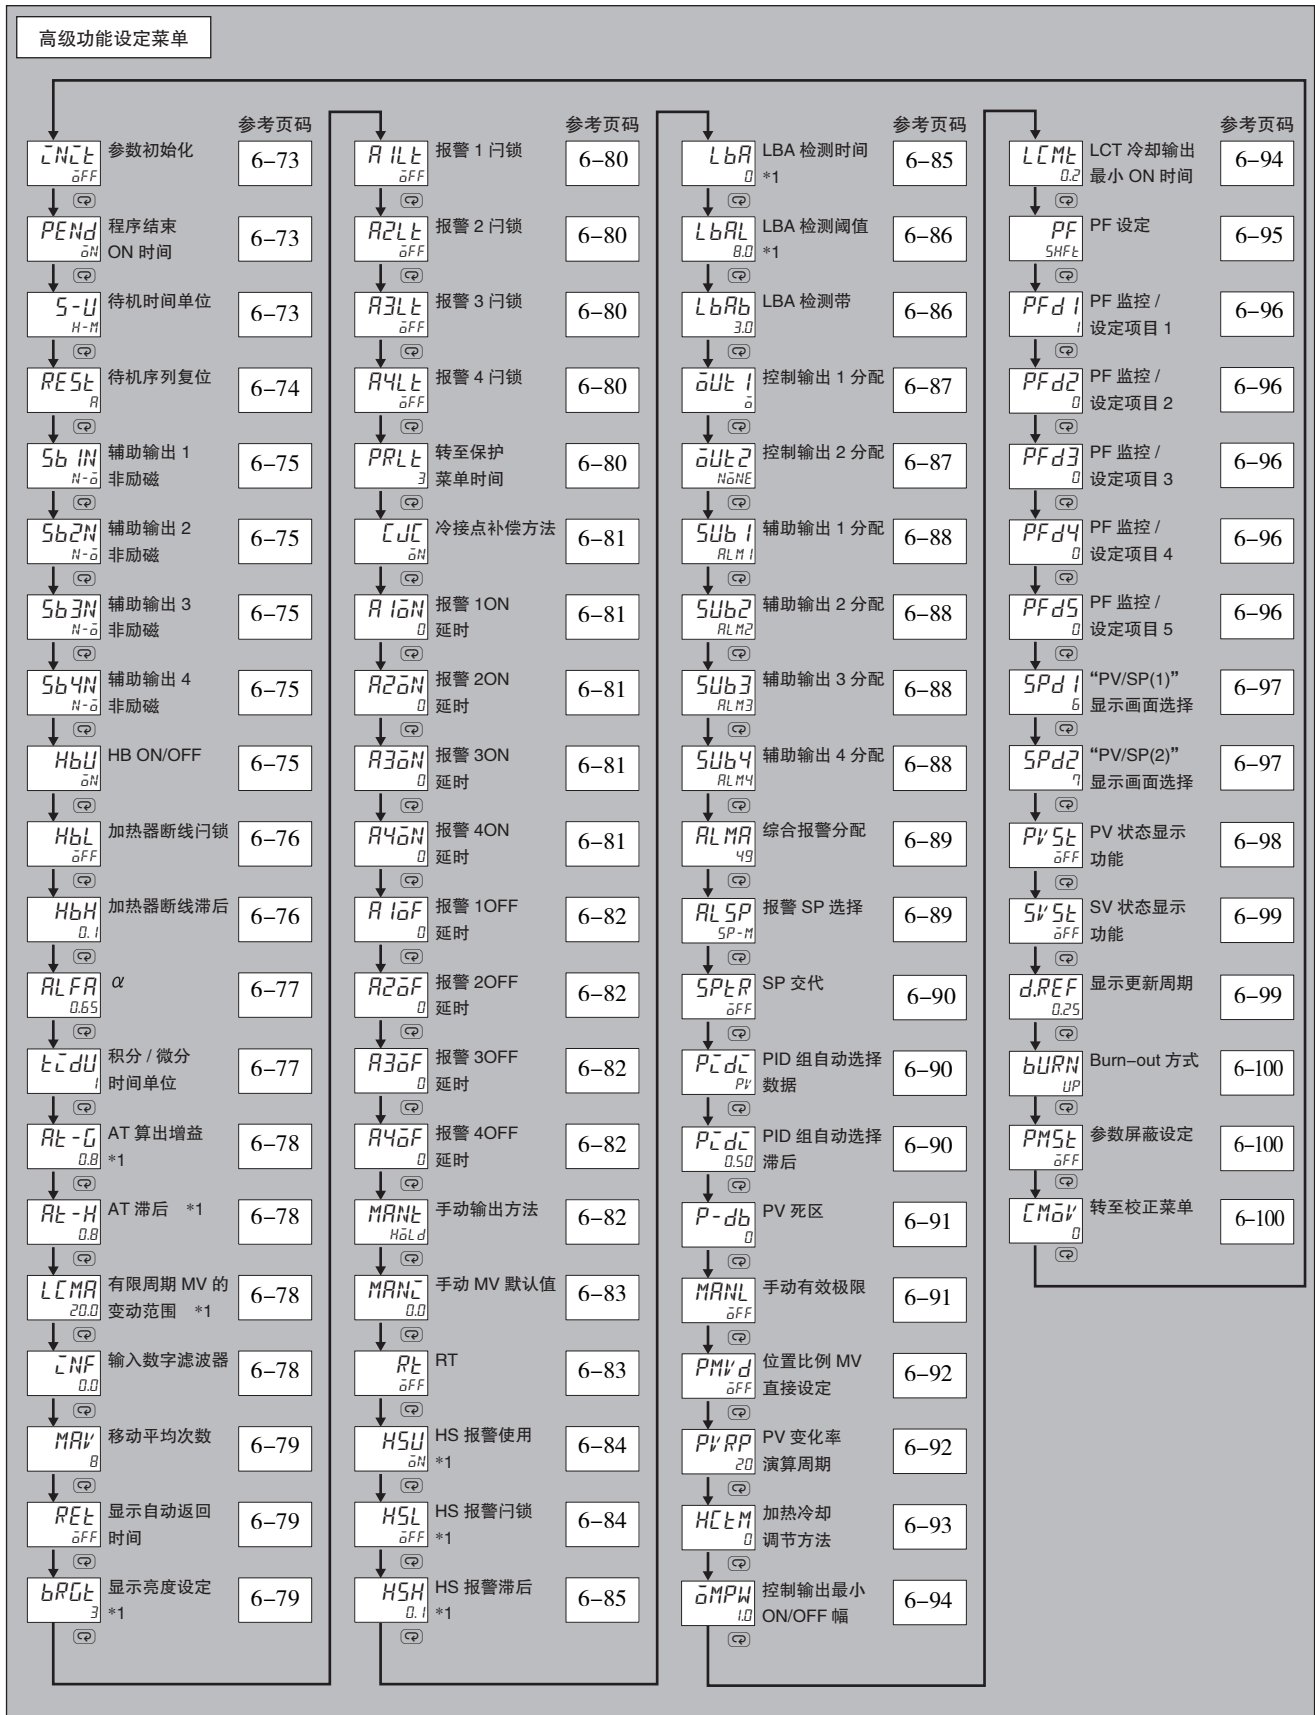 高级功能设定菜单
参考页码
INIT 参数初始化 6-73
OFF
PEND 程序结束 6-73
ON ON 时间
S-U 待机时间单位 6-73
H-M
REST 待机序列复位 6-74
A
Sb1N 辅助输出 1 6-75
N-O 非励磁
Sb2N 辅助输出 2 6-75
N-O 非励磁
Sb3N 辅助输出 3 6-75
N-O 非励磁
Sb4N 辅助输出 4 6-75
N-O 非励磁
HbU HB ON/OFF 6-75
ON
HbL 加热器断线闩锁 6-76
OFF
HbH 加热器断线滞后 6-76
0.1
ALFA α 6-77
0.65
TIdU 积分 / 微分 6-77
1 时间单位
AT-G AT 算出增益 6-78
0.8 *1
AT-H AT 滞后 *1 6-78
0.8
LCMA 有限周期 MV 的 6-78
20.0 变动范围 *1
INF 输入数字滤波器 6-78
0.0
MAV 移动平均次数 6-79
8
RET 显示自动返回 6-79
OFF 时间
bRGT 显示亮度设定 6-79
3 *1
参考页码
A1LT 报警 1 闩锁 6-80
OFF
A2LT 报警 2 闩锁 6-80
OFF
A3LT 报警 3 闩锁 6-80
OFF
A4LT 报警 4 闩锁 6-80
OFF
PRLT 转至保护 6-80
3 菜单时间
CJC 冷接点补偿方法 6-81
ON
A1ON 报警 1ON 6-81
0 延时
A2ON 报警 2ON 6-81
0 延时
A3ON 报警 3ON 6-81
0 延时
A4ON 报警 4ON 6-81
0 延时
A1OF 报警 1OFF 6-82
0 延时
A2OF 报警 2OFF 6-82
0 延时
A3OF 报警 3OFF 6-82
0 延时
A4OF 报警 4OFF 6-82
0 延时
MANT 手动输出方法 6-82
HOLd
MANI 手动 MV 默认值 6-83
0.0
RT RT 6-83
OFF
HSU HS 报警使用 6-84
ON *1
HSL HS 报警闩锁 6-84
OFF *1
HSH HS 报警滞后 6-85
0.1 *1
参考页码
LbA LBA 检测时间 6-85
0 *1
LbAL LBA 检测阈值 6-86
8.0 *1
LbAb LBA 检测带 6-86
3.0
OUT1 控制输出 1 分配 6-87
O
OUT2 控制输出 2 分配 6-87
NONE
SUb1 辅助输出 1 分配 6-88
ALM1
SUb2 辅助输出 2 分配 6-88
ALM2
SUb3 辅助输出 3 分配 6-88
ALM3
SUb4 辅助输出 4 分配 6-88
ALM4
ALMA 综合报警分配 6-89
49
ALSP 报警 SP 选择 6-89
SP-M
SPTR SP 交代 6-90
OFF
PIdI PID 组自动选择 6-90
PV 数据
PIdI PID 组自动选择 6-90
0.50 滞后
P-db PV 死区 6-91
0
MANL 手动有效极限 6-91
OFF
PMVd 位置比例 MV 6-92
OFF 直接设定
PVRP PV 变化率 6-92
20 演算周期
HCTM 加热冷却 6-93
0 调节方法
OMPW 控制输出最小 6-94
1.0 ON/OFF 幅
参考页码
LCMT LCT 冷却输出 6-94
0.2 最小 ON 时间
PF PF 设定 6-95
SHFT
PFd1 PF 监控 / 6-96
1 设定项目 1
PFd2 PF 监控 / 6-96
0 设定项目 2
PFd3 PF 监控 / 6-96
0 设定项目 3
PFd4 PF 监控 / 6-96
0 设定项目 4
PFd5 PF 监控 / 6-96
0 设定项目 5
SPd1 “PV/SP(1)” 6-97
6 显示画面选择
SPd2 “PV/SP(2)” 6-97
7 显示画面选择
PVST PV 状态显示 6-98
OFF 功能
SVST SV 状态显示 6-99
OFF 功能
d.REF 显示更新周期 6-99
0.25
bURN Burn-out 方式 6-100
UP
PMST 参数屏蔽设定 6-100
OFF
CMOV 转至校正菜单 6-100
0